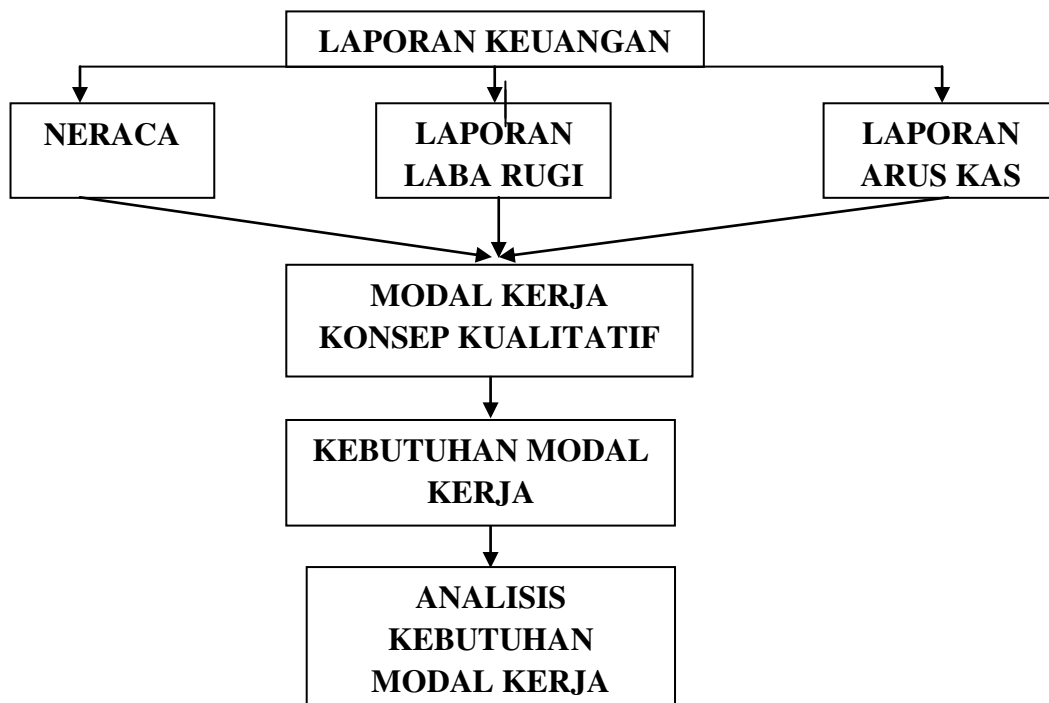 LAPORAN KEUANGAN
NERACA
LAPORAN
LABA RUGI
LAPORAN
ARUS KAS
MODAL KERJA
KONSEP KUALITATIF
KEBUTUHAN MODAL
KERJA
ANALISIS
KEBUTUHAN
MODAL KERJA